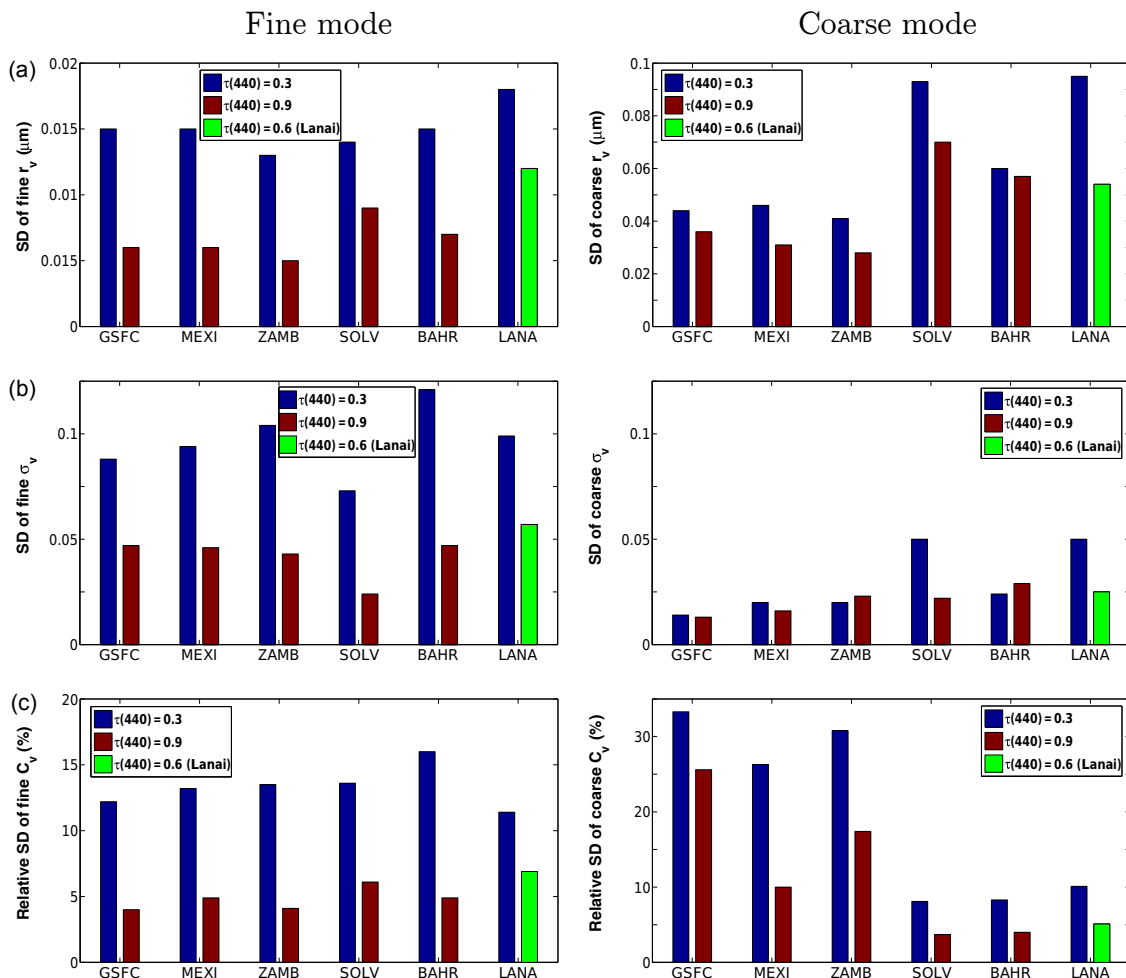 Fine mode
Coarse mode
(a)
0.02
0.015
0.01
0.015
0
SD of fine r_v (μm)
τ(440)=0.3
τ(440)=0.9
τ(440)=0.6 (Lanai)
GSFC MEXI ZAMB SOLV BAHR LANA
0.1
0.08
0.06
0.04
0.02
0
SD of coarse r_v (μm)
τ(440)=0.3
τ(440)=0.9
τ(440)=0.6 (Lanai)
GSFC MEXI ZAMB SOLV BAHR LANA
(b)
0.1
0.05
0
SD of fine σ_v
τ(440)=0.3
τ(440)=0.9
τ(440)=0.6 (Lanai)
GSFC MEXI ZAMB SOLV BAHR LANA
0.1
0.05
0
SD of coarse σ_v
τ(440)=0.3
τ(440)=0.9
τ(440)=0.6 (Lanai)
GSFC MEXI ZAMB SOLV BAHR LANA
(c)
20
15
10
5
0
Relative SD of fine C_v (%)
τ(440)=0.3
τ(440)=0.9
τ(440)=0.6 (Lanai)
GSFC MEXI ZAMB SOLV BAHR LANA
30
20
10
0
Relative SD of coarse C_v (%)
τ(440)=0.3
τ(440)=0.9
τ(440)=0.6 (Lanai)
GSFC MEXI ZAMB SOLV BAHR LANA